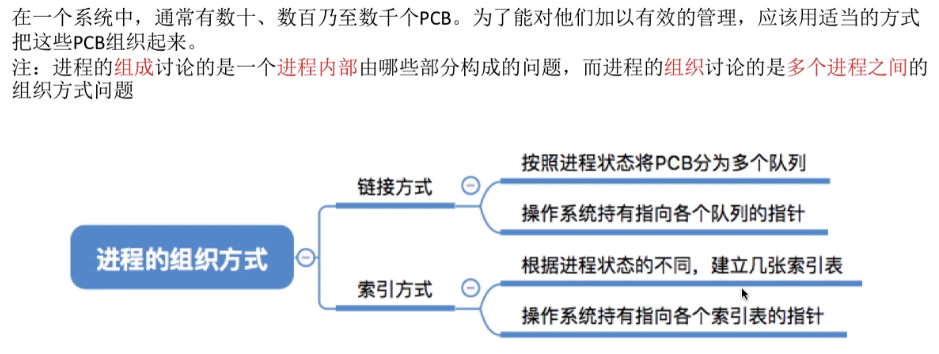 在一个系统中，通常有数十、数百乃至数千个PCB。为了能对他们加以有效的管理，应该用适当的方式
把这些PCB组织起来。
注：进程的组成讨论的是一个进程内部由哪些部分构成的问题，而进程的组织讨论的是多个进程之间的
组织方式问题
进程的组织方式
链接方式
按照进程状态将PCB分为多个队列
操作系统持有指向各个队列的指针
索引方式
根据进程状态的不同，建立几张索引表
操作系统持有指向各个索引表的指针